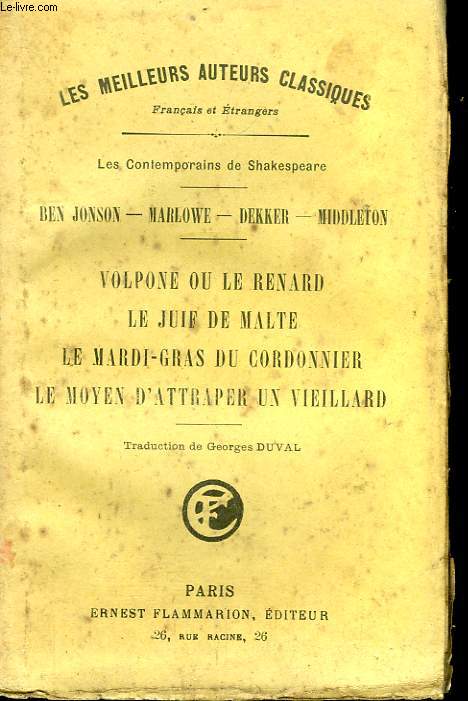 Le-livre.com
LES MEILLEURS AUTEURS CLASSIQUES
Français et Étrangers
Les Contemporains de Shakespeare
BEN JONSON — MARLOWE — DEKKER — MIDDLETON
VOLPONE OU LE RENARD
LE JUIF DE MALTE
LE MARDI-GRAS DU CORDONNIER
LE MOYEN D'ATTRAPER UN VIEILLARD
Traduction de Georges DUVAL
PARIS
ERNEST FLAMMARION, ÉDITEUR
26, RUE RACINE, 26